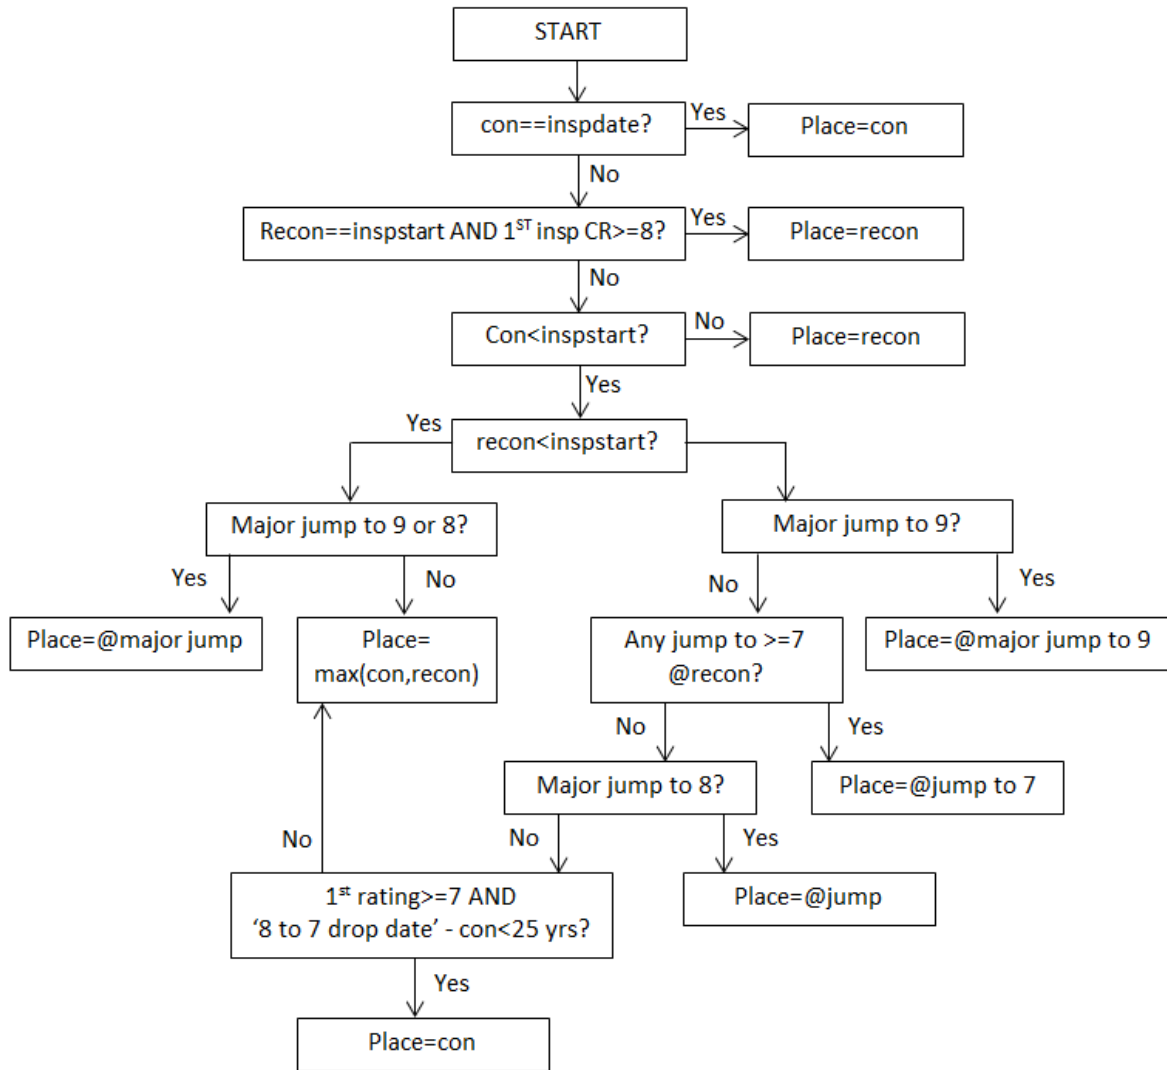 START
con==inspdate?
Yes
Place=con
No
Recon==inspstart AND 1ST insp CR>=8?
Yes
Place=recon
No
Con<inspstart?
No
Place=recon
Yes
Yes
recon<inspstart?
Major jump to 9 or 8?
Major jump to 9?
Yes
No
No
Yes
Place=@major jump
Place=
max(con,recon)
Any jump to >=7
@recon?
Place=@major jump to 9
No
Yes
Major jump to 8?
Place=@jump to 7
No
No
Yes
1st rating>=7 AND
‘8 to 7 drop date’ - con<25 yrs?
Place=@jump
Yes
Place=con